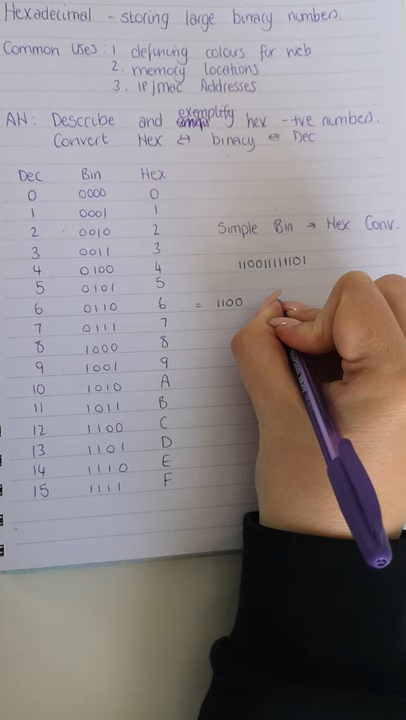 Hexadecimal - storing large binary numbers.
Common Uses: 1 defining colours for web
2. memory locations
3. IP/mac Addresses.
AN: Describe and exemplify hex -+ve numbers.
Convert Hex ↔ binary ↔ Dec
Dec Bin Hex
0 0000 0
1 0001 1
2 0010 2
3 0011 3
4 0100 4
5 0101 5
6 0110 6
7 0111 7
8 1000 8
9 1001 9
10 1010 A
11 1011 B
12 1100 C
13 1101 D
14 1110 E
15 1111 F
Simple Bin → Hex Conv.
110011111101
= 1100